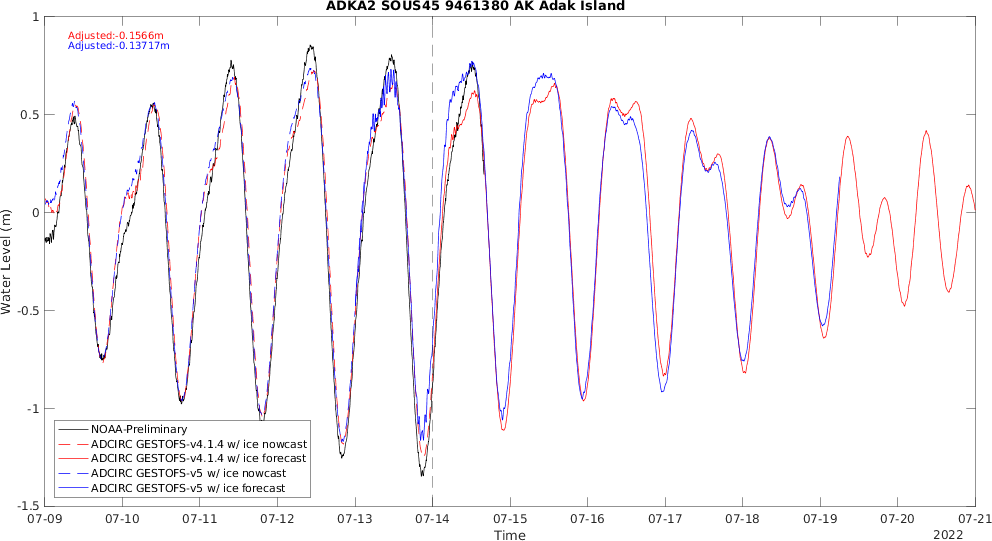 ADKA2 SOUS45 9461380 AK Adak Island
Adjusted:-0.1566m
Adjusted:-0.13717m
Water Level (m)
1
0.5
0
-0.5
-1
-1.5
NOAA-Preliminary
ADCIRC GESTOFS-v4.1.4 w/ ice nowcast
ADCIRC GESTOFS-v4.1.4 w/ ice forecast
ADCIRC GESTOFS-v5 w/ ice nowcast
ADCIRC GESTOFS-v5 w/ ice forecast
07-09 07-10 07-11 07-12 07-13 07-14 07-15 07-16 07-17 07-18 07-19 07-20 07-21
Time
2022